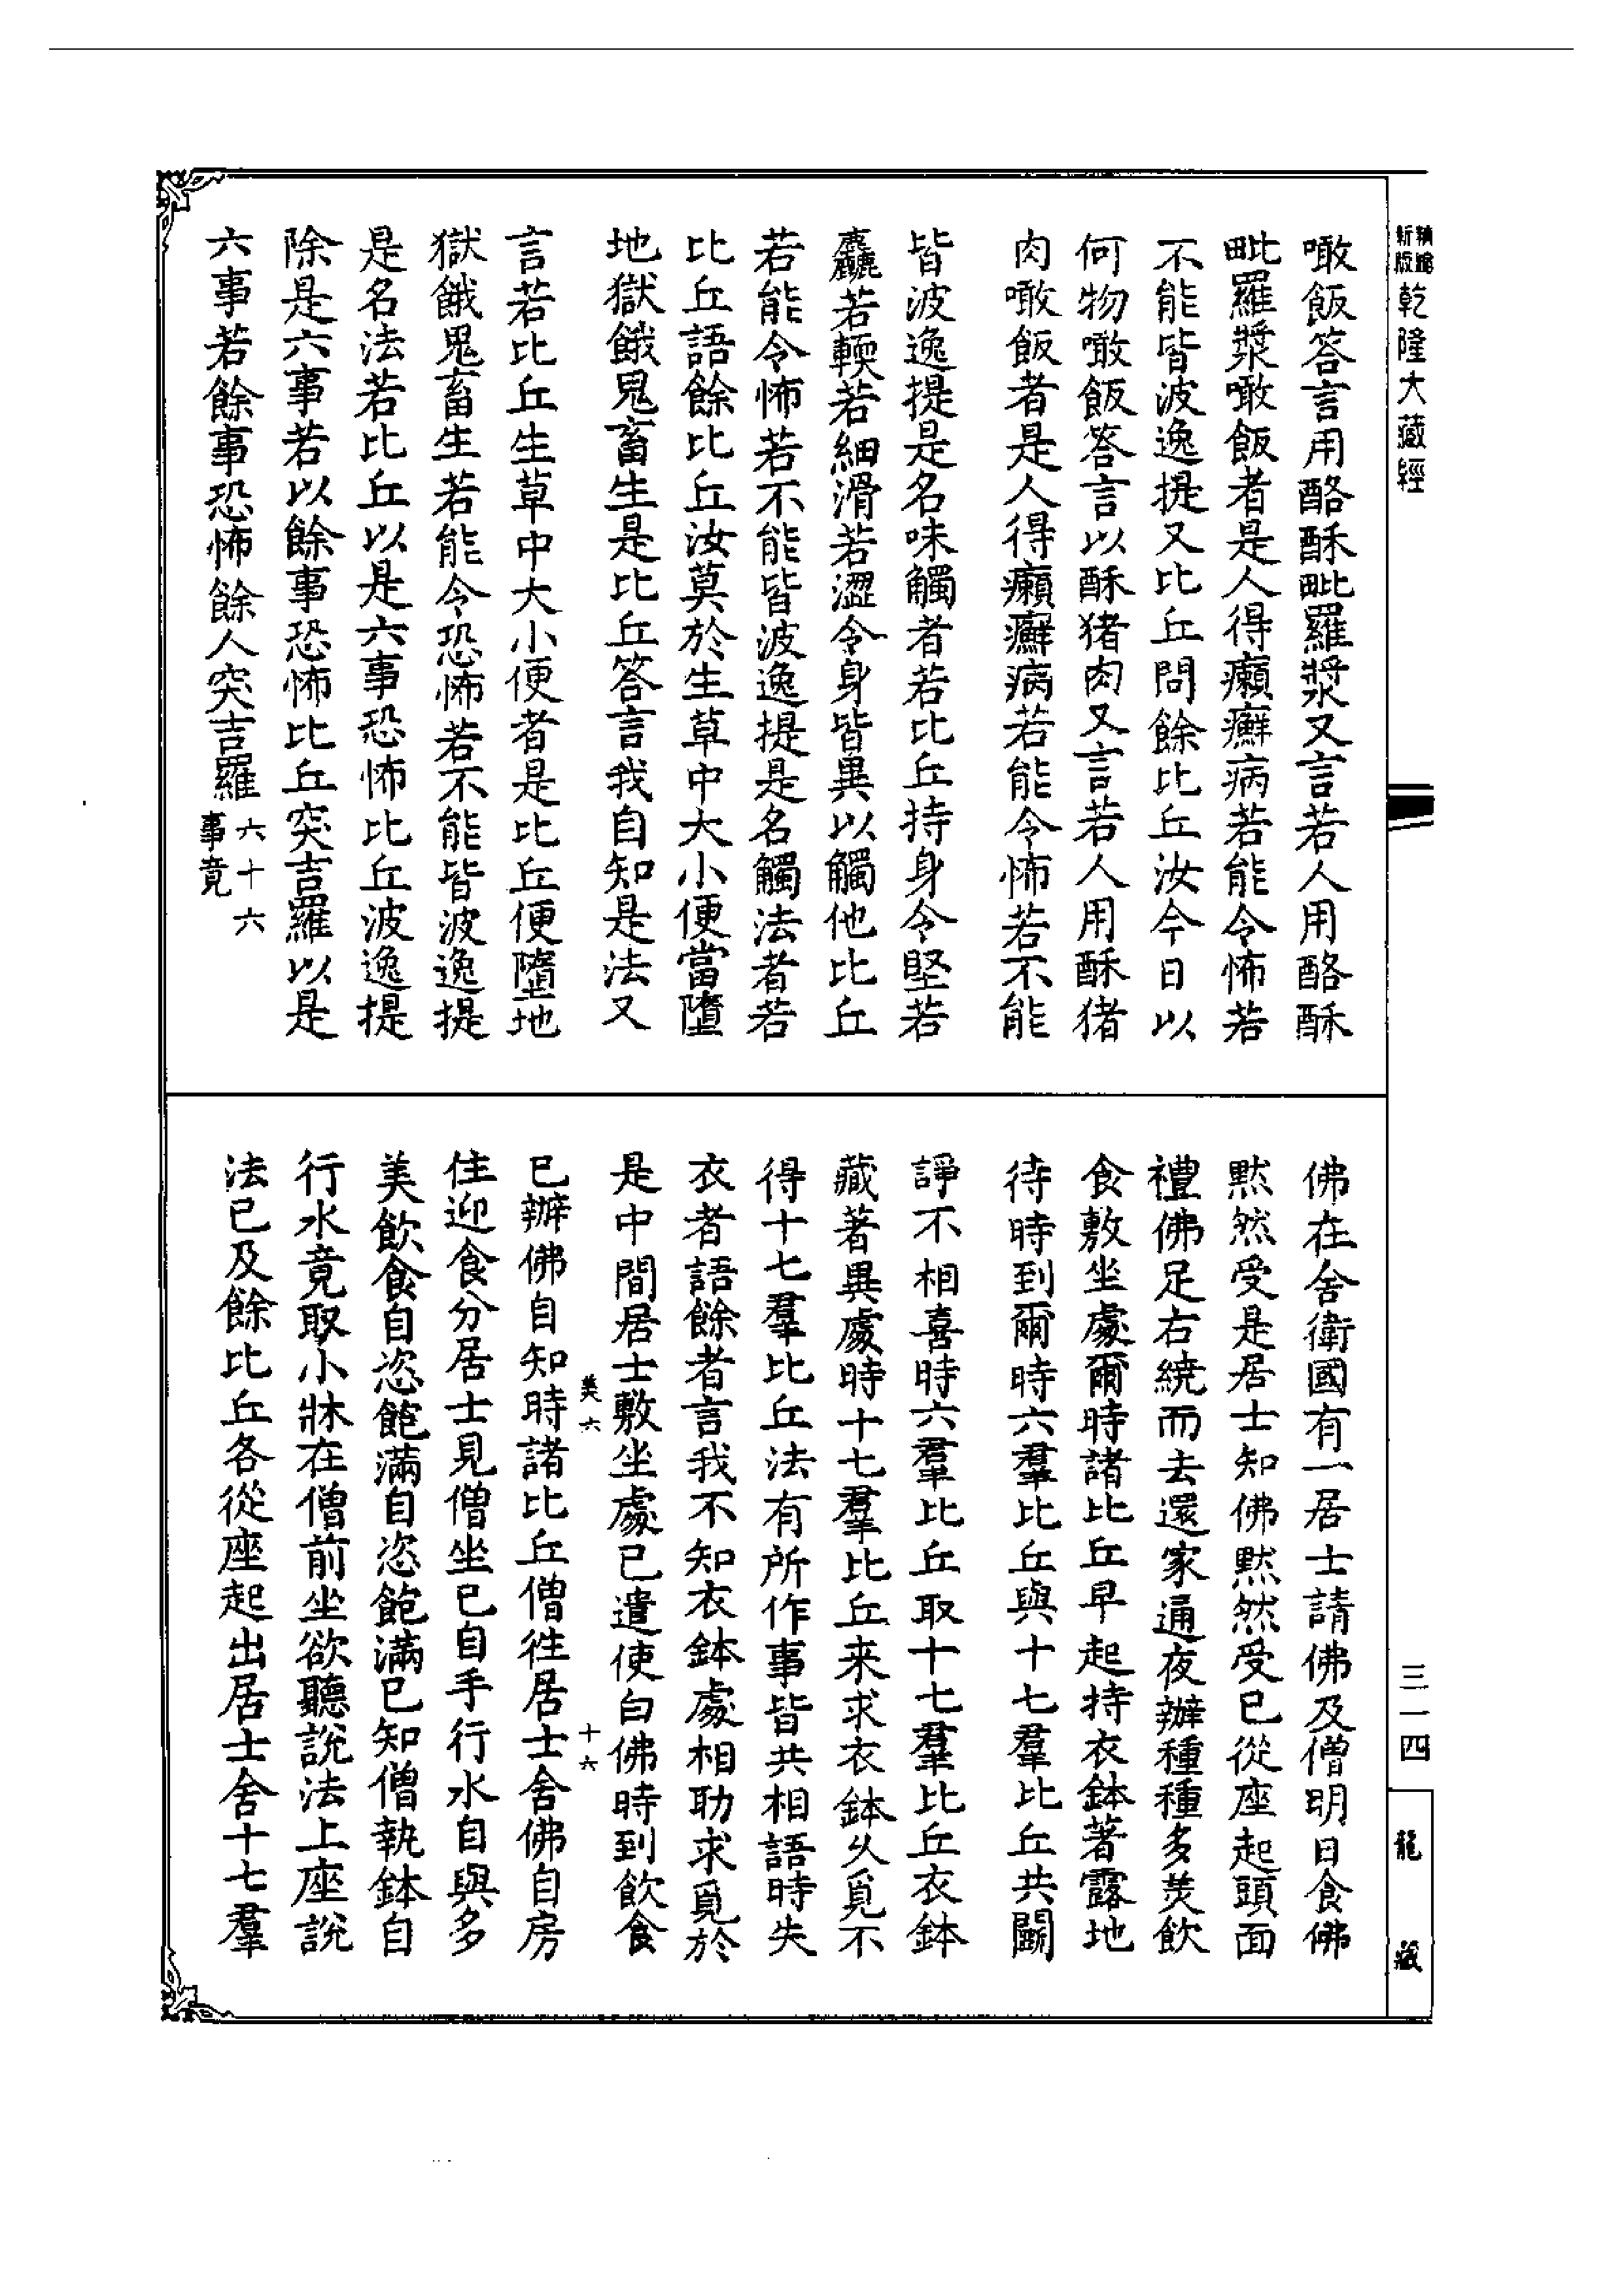 乾隆大藏經
三一四
龍藏
噉飯答言用酪酥毗羅漿又言若人用酪酥
毗羅漿噉飯者是人得癩癬病若能令怖若
不能皆波逸提又比丘問餘比丘汝今日以
何物噉飯答言以酥猪肉又言若人用酥猪
肉噉飯者是人得癩癬病若能令怖若不能
皆波逸提是名味觸者若比丘持身令堅若
麤若輭若細滑若澀令身皆異以觸他比丘
若能令怖若不能皆波逸提是名觸法者若
比丘語餘比丘汝莫於生草中大小便當墮
地獄餓鬼畜生是比丘答言我自知是法又
言若比丘生草中大小便者是比丘便墮地
獄餓鬼畜生若能令恐怖若不能皆波逸提
是名法若比丘以是六事恐怖比丘波逸提
除是六事若以餘事恐怖比丘突吉羅以是
六事若餘事恐怖餘人突吉羅六十六事竟
佛在舍衛國有一居士請佛及僧明日食佛
默然受是居士知佛默然受已從座起頭面
禮佛足右繞而去還家通夜辦種種多美飲
食敷坐處爾時諸比丘早起持衣鉢著露地
待時到爾時六羣比丘與十七羣比丘共鬭
諍不相喜時六羣比丘取十七羣比丘衣鉢
藏著異處時十七羣比丘来求衣鉢久覓不
得十七羣比丘法有所作事皆共相語時失
衣者語餘者言我不知衣鉢處相助求覓於
是中間居士敷坐處已遣使白佛時到飲食
已辦佛自知時諸比丘僧徃居士舍佛自房
住迎食分居士見僧坐已自手行水自與多
美飲食自恣飽滿自恣飽滿已知僧執鉢自
行水竟取小牀在僧前坐欲聽說法上座說
法已及餘比丘各從座起出居士舍十七羣